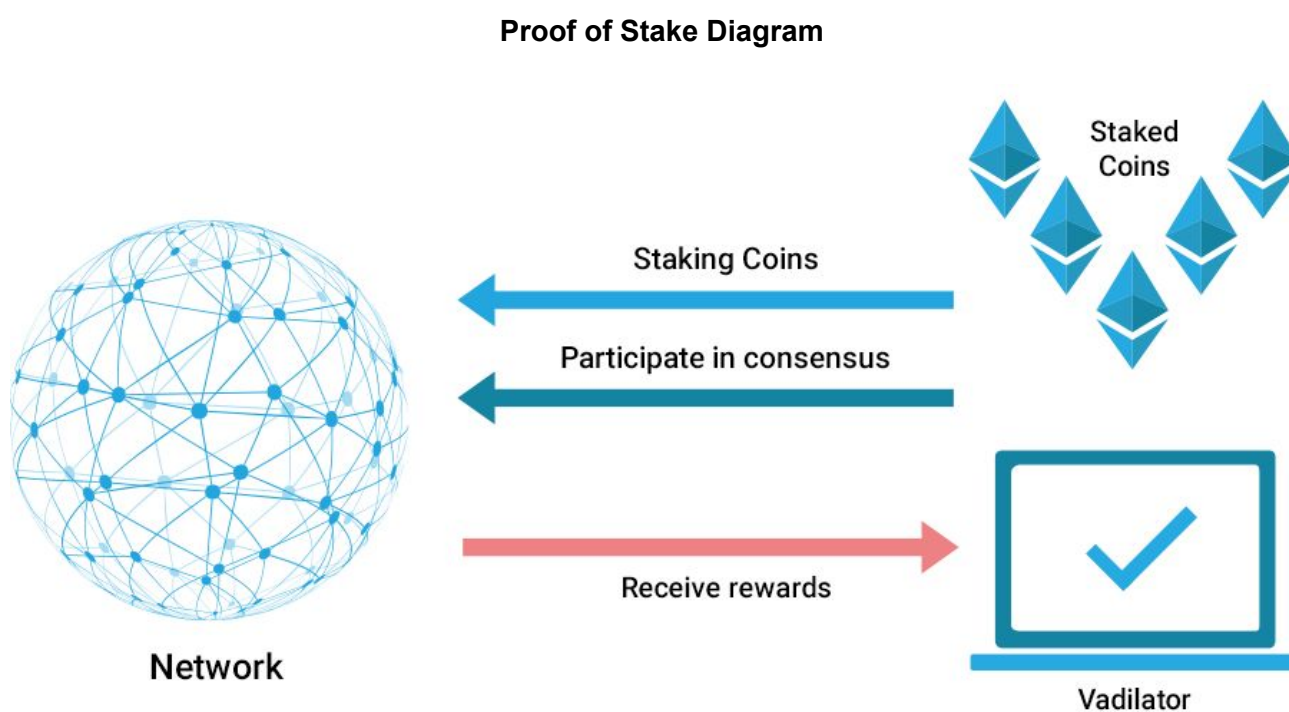 Proof of Stake Diagram
Staked
Coins
Staking Coins
Participate in consensus
Receive rewards
Network
Vadilator